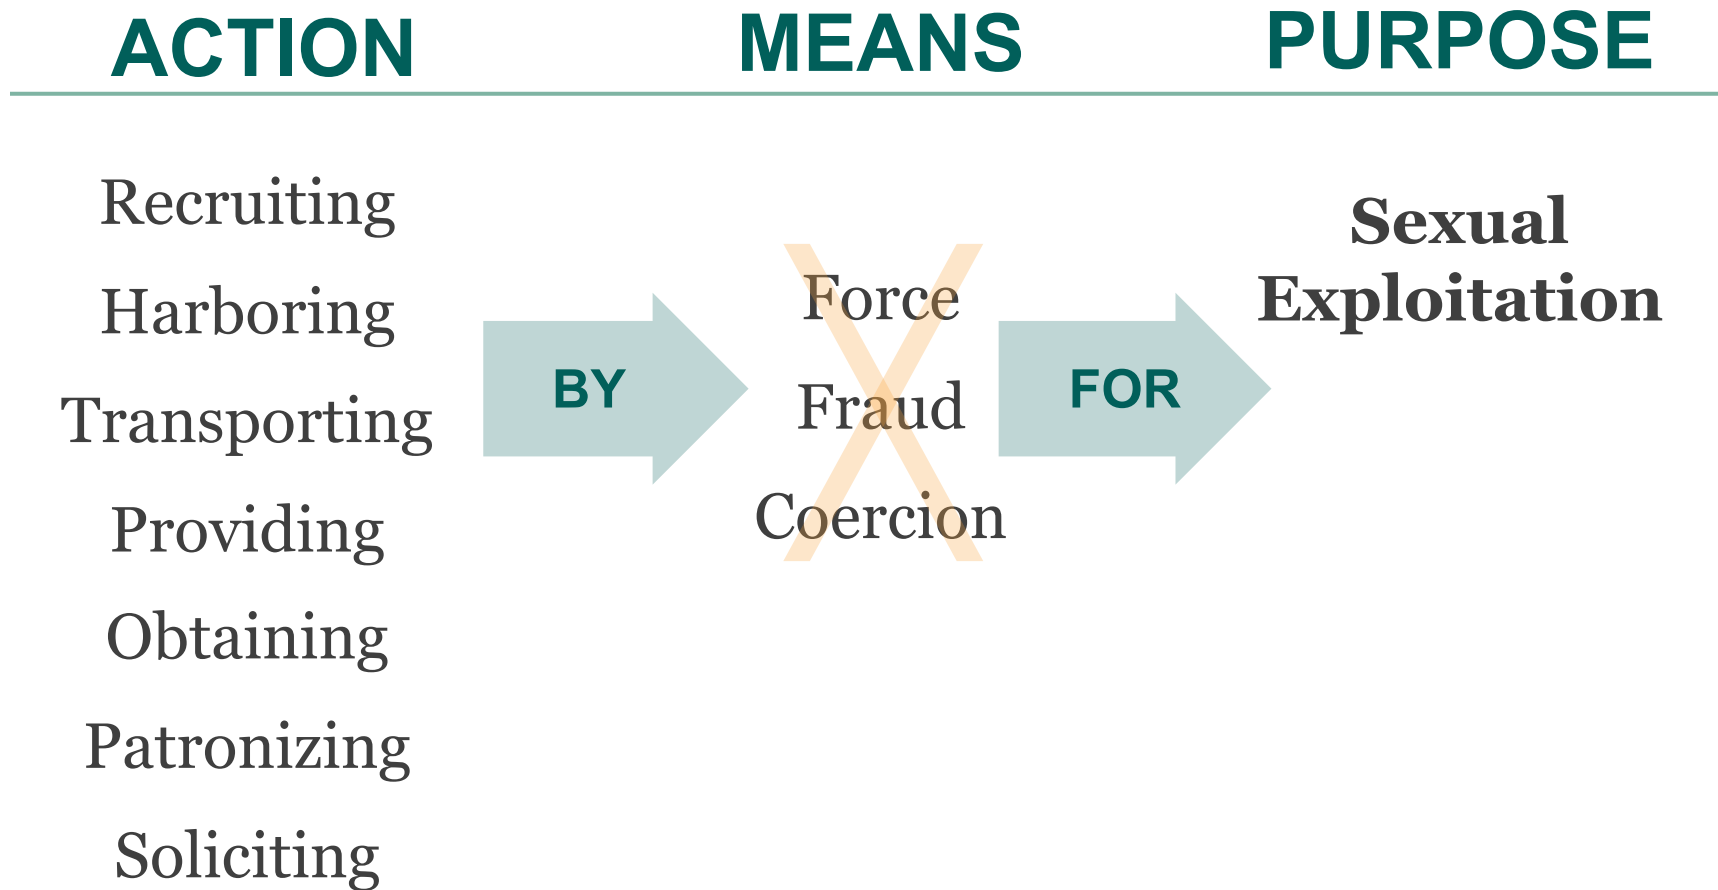 ACTION
MEANS
PURPOSE
Recruiting
Harboring
Transporting
Providing
Obtaining
Patronizing
Soliciting
BY
Force
Fraud
Coercion
FOR
Sexual
Exploitation